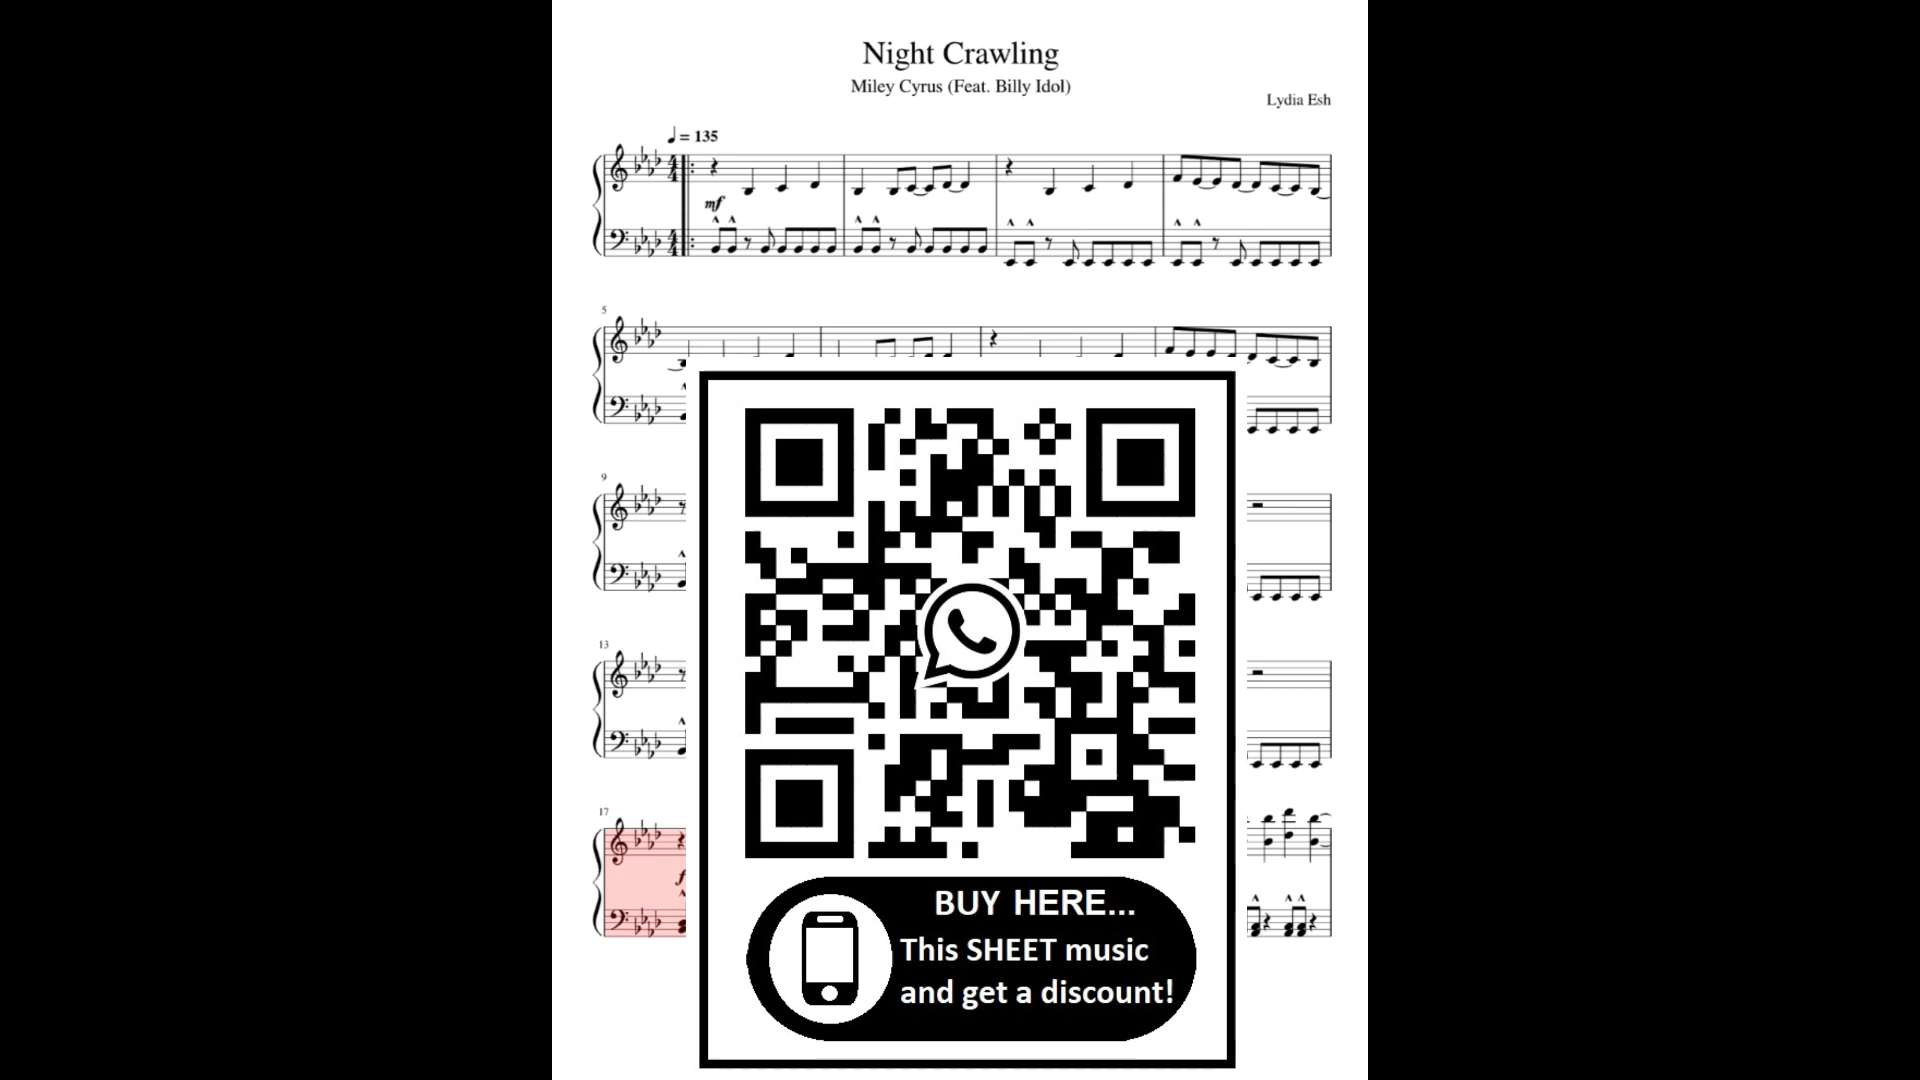 Night Crawling
Miley Cyrus (Feat. Billy Idol)
Lydia Esh
♩ = 135
mf
5
9
13
17
f
BUY HERE...
This SHEET music
and get a discount!